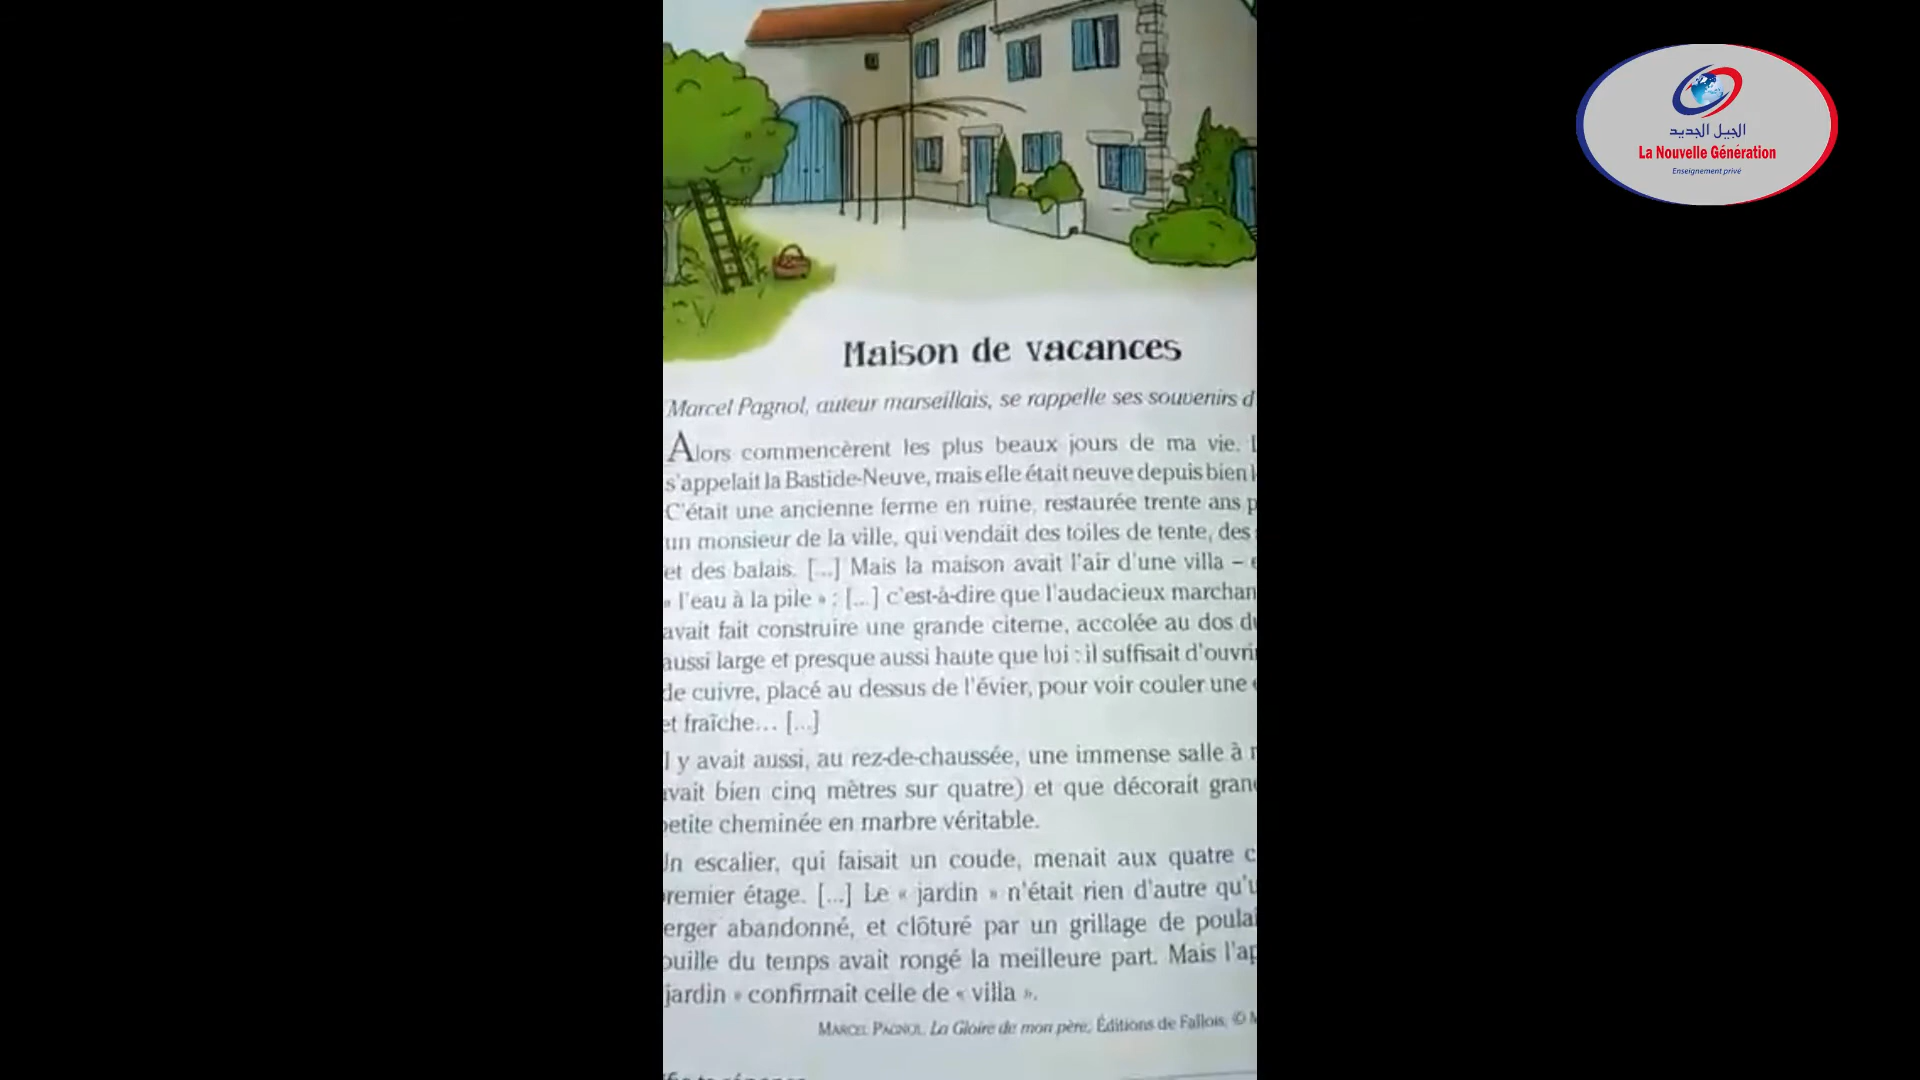 الجيل الجديد
La Nouvelle Génération
Enseignement privé
Maison de vacances
Marcel Pagnol, auteur marseillais, se rappelle ses souvenirs d
Alors commencèrent les plus beaux jours de ma vie.
s'appelait la Bastide-Neuve, mais elle était neuve depuis bien l
C'était une ancienne ferme en ruine, restaurée trente ans p
un monsieur de la ville, qui vendait des toiles de tente, des
et des balais. [...] Mais la maison avait l'air d'une villa – e
« l'eau à la pile » : [...] c'est-à-dire que l'audacieux marchan
avait fait construire une grande citerne, accolée au dos du
aussi large et presque aussi haute que lui : il suffisait d'ouvri
de cuivre, placé au dessus de l'évier, pour voir couler une
et fraîche... [...]
l y avait aussi, au rez-de-chaussée, une immense salle à
avait bien cinq mètres sur quatre) et que décorait gran
petite cheminée en marbre véritable.
Un escalier, qui faisait un coude, menait aux quatre c
remier étage. [...] Le « jardin » n'était rien d'autre qu'u
erger abandonné, et clôturé par un grillage de poulai
ouille du temps avait rongé la meilleure part. Mais l'ap
jardin » confirmait celle de « villa ».
MARCEL PAGNOL, La Gloire de mon père, Éditions de Fallois, © M